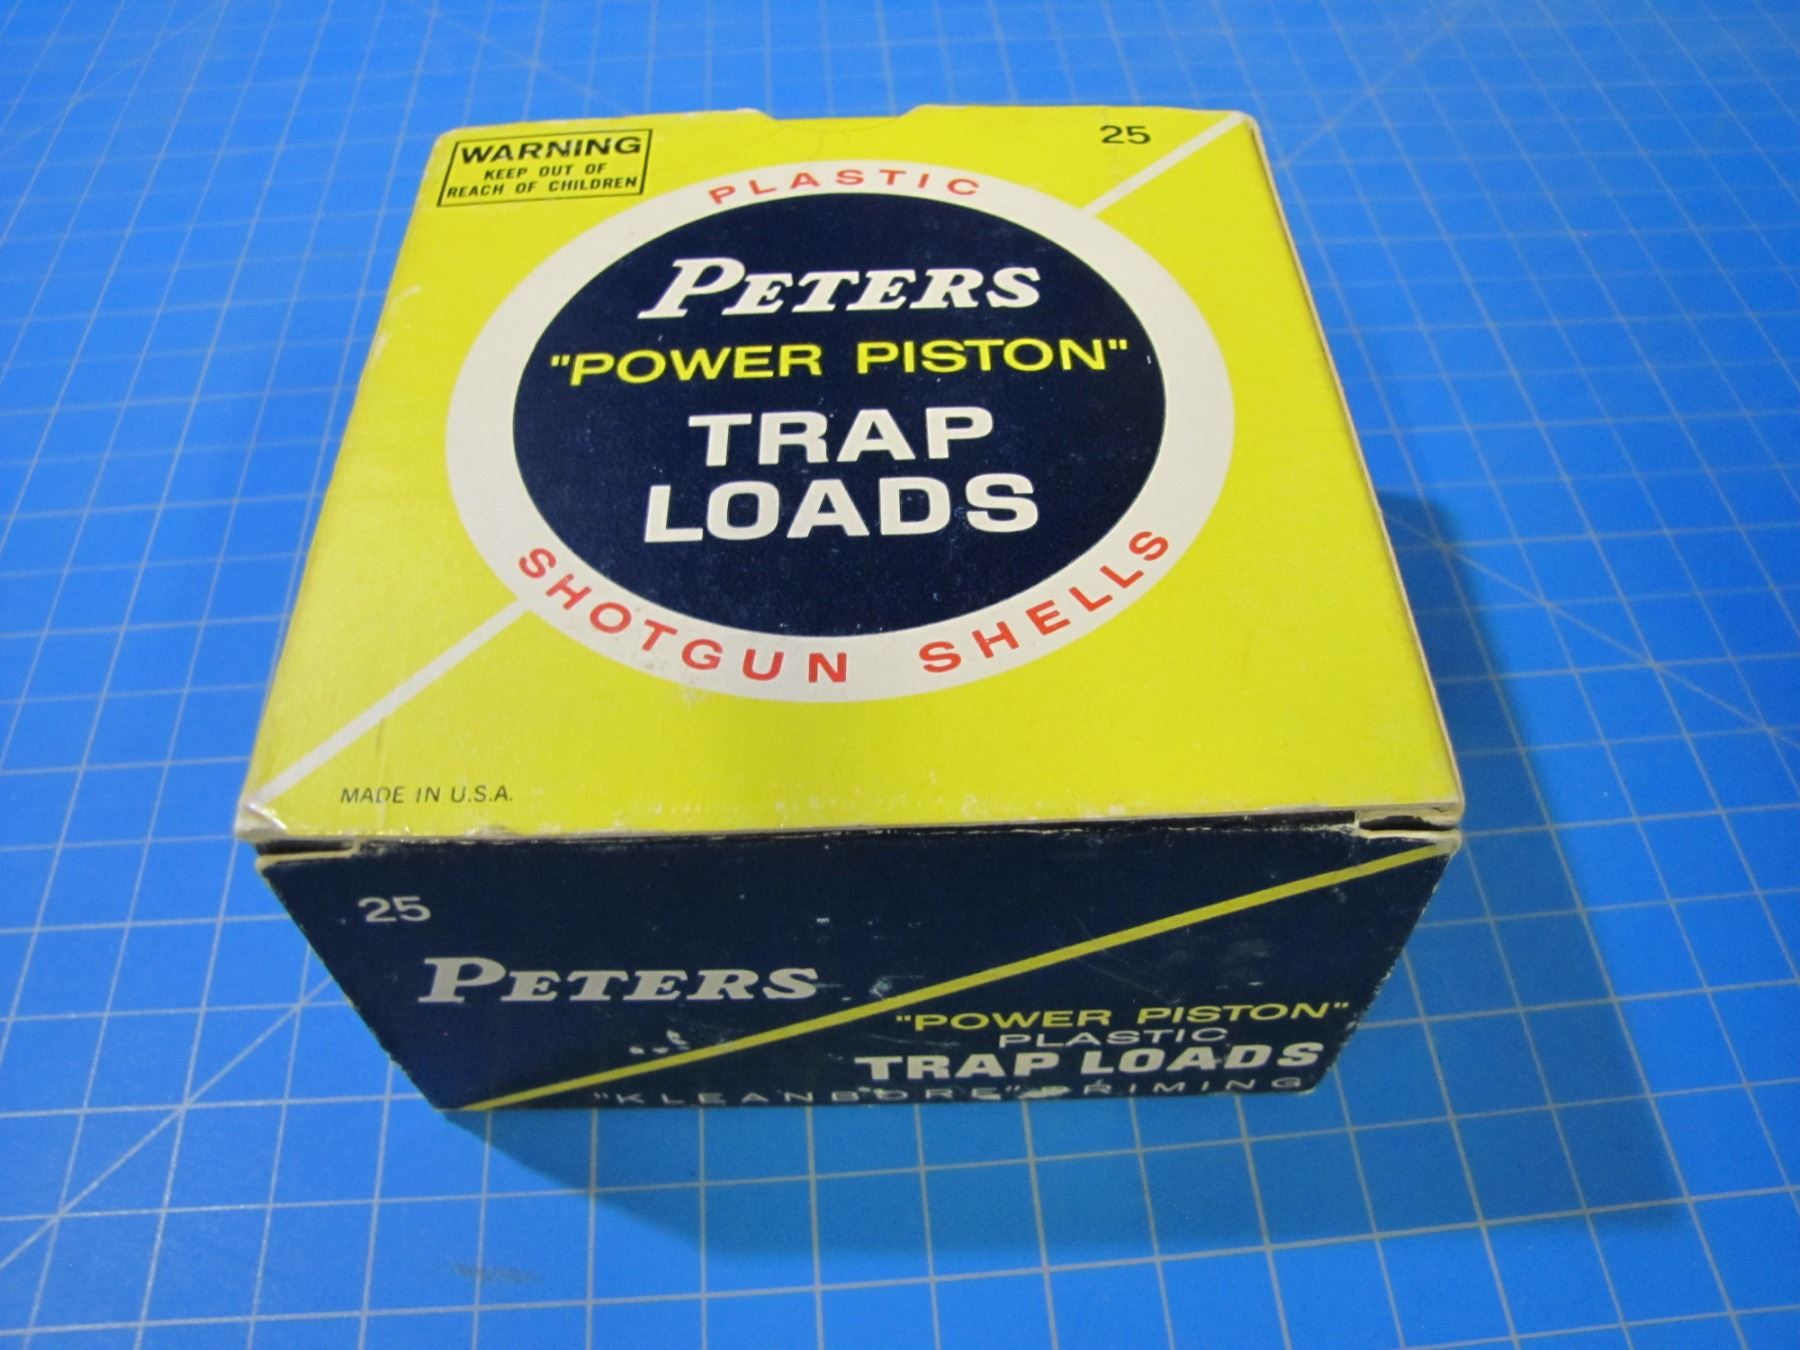 WARNING
KEEP OUT OF
REACH OF CHILDREN
25
PLASTIC
PETERS
"POWER PISTON"
TRAP
LOADS
SHOTGUN SHELLS
MADE IN U.S.A.
25
PETERS
"POWER PISTON"
PLASTIC
TRAP LOADS
"KLEANBORE" PRIMING